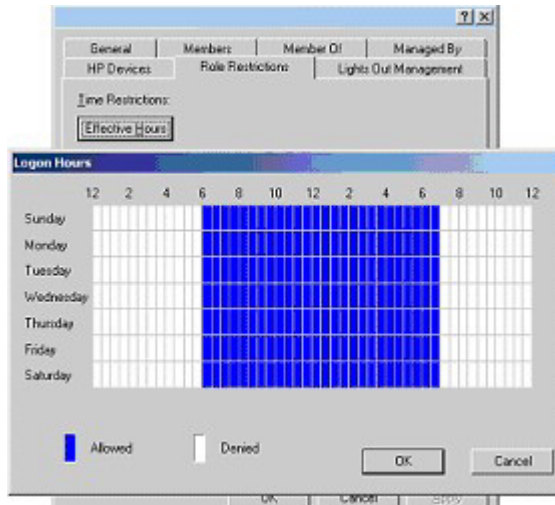 General Members Member Of Managed By
HP Devices Role Restrictions Lights Out Management
Time Restrictions:
Effective Hours
Logon Hours
12 2 4 6 8 10 12 2 4 6 8 10 12
Sunday
Monday
Tuesday
Wednesday
Thursday
Friday
Saturday
Allowed Denied
OK Cancel
OK Cancel Apply